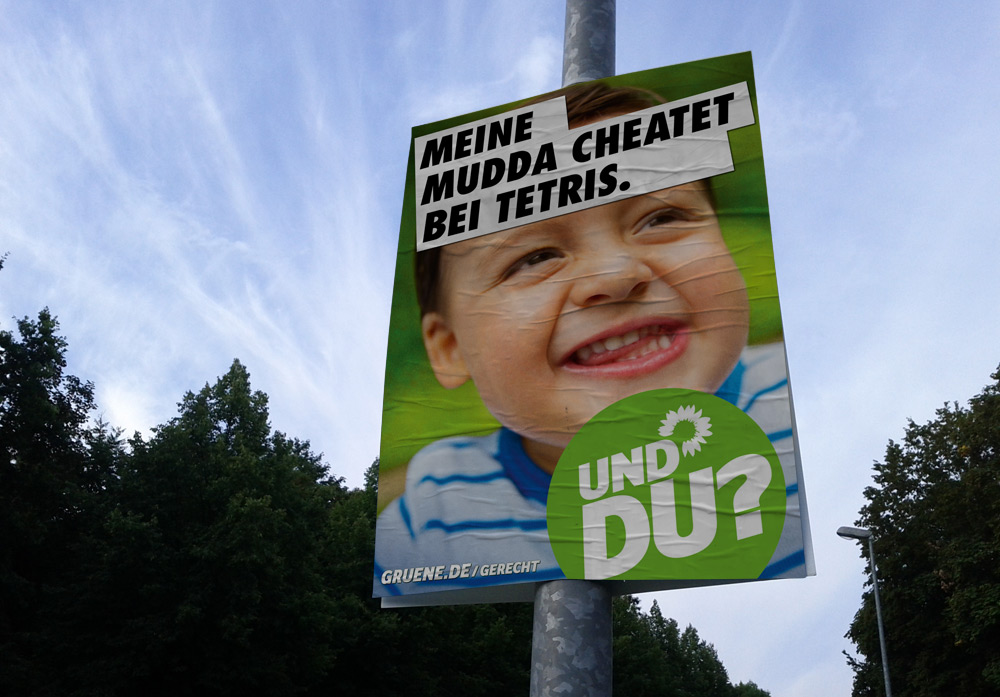 MEINE
MUDDA CHEATET
BEI TETRIS.
UND
DU?
GRUENE.DE/GERECHT